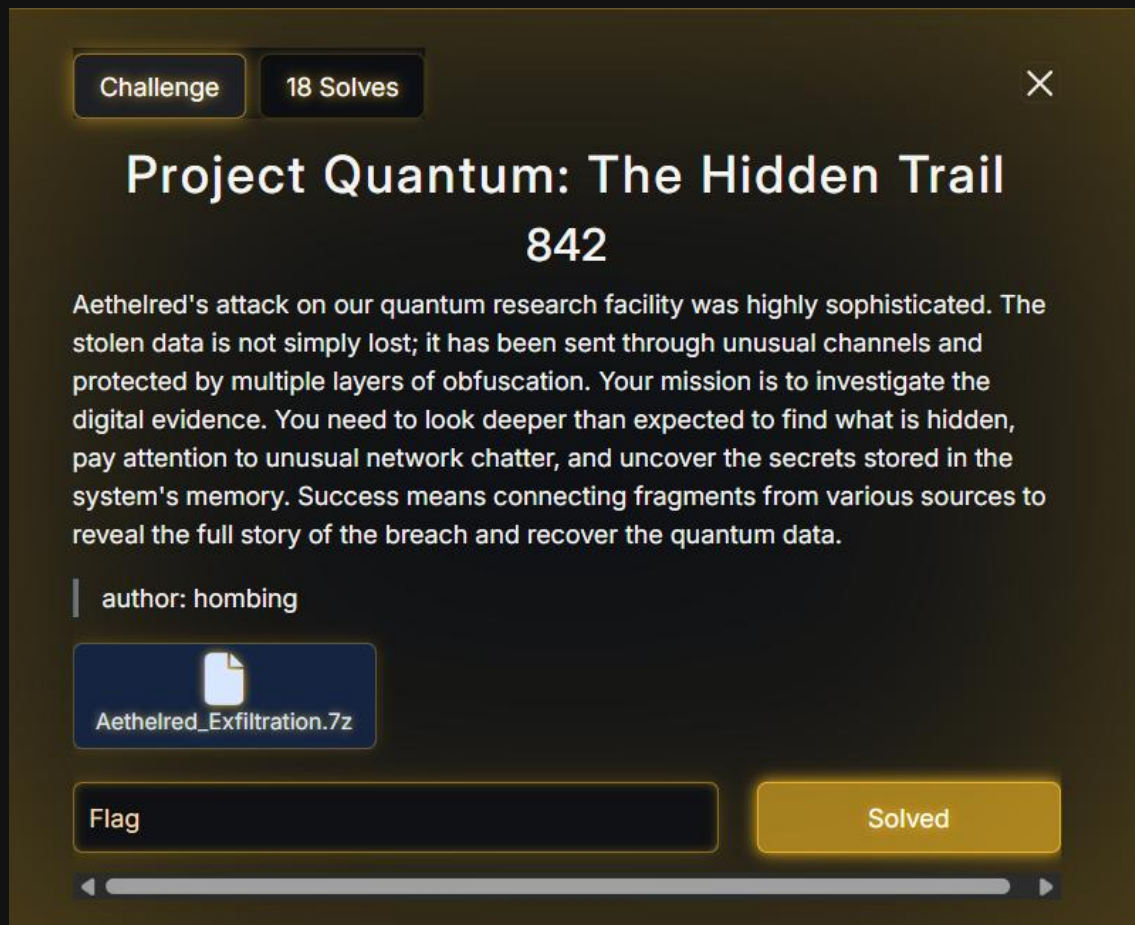 Challenge
18 Solves
Project Quantum: The Hidden Trail
842
Aethelred's attack on our quantum research facility was highly sophisticated. The
stolen data is not simply lost; it has been sent through unusual channels and
protected by multiple layers of obfuscation. Your mission is to investigate the
digital evidence. You need to look deeper than expected to find what is hidden,
pay attention to unusual network chatter, and uncover the secrets stored in the
system's memory. Success means connecting fragments from various sources to
reveal the full story of the breach and recover the quantum data.
author: hombing
Aethelred_Exfiltration.7z
Flag
Solved